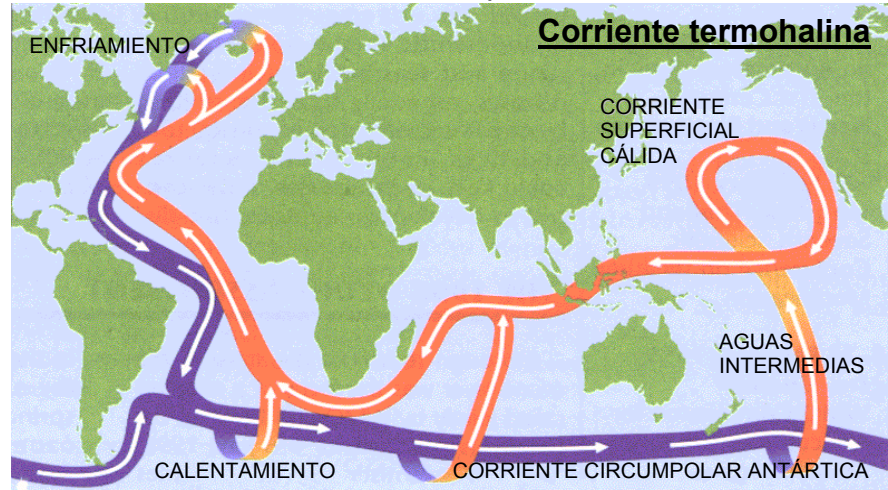 Corriente termohalina
ENFRIAMIENTO
CORRIENTE
SUPERFICIAL
CÁLIDA
AGUAS
INTERMEDIAS
CALENTAMIENTO
CORRIENTE CIRCUMPOLAR ANTÁRTICA